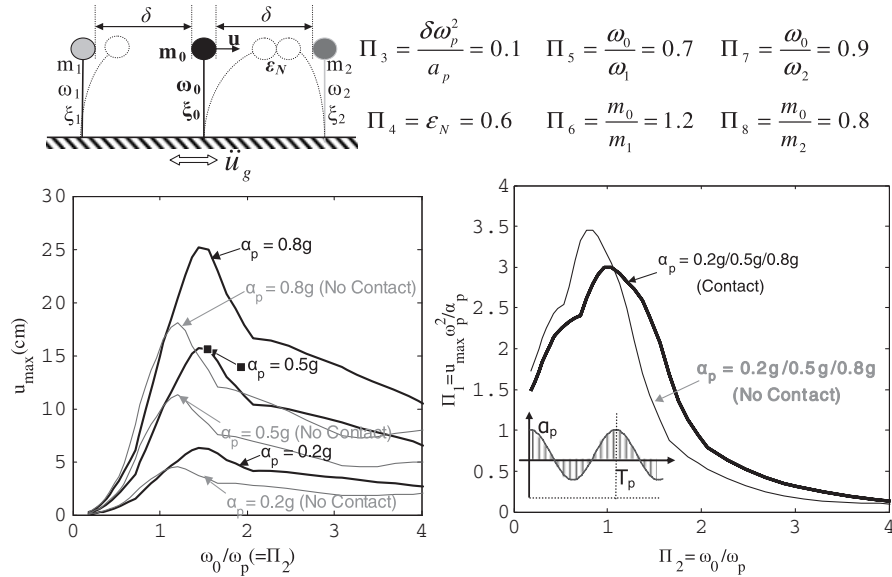 δ δ
m₁ m₀ u ε_N m₂
ω₁ ω₀ ω₂
ξ₁ ξ₀ ξ₂
ü_g
Π₃ = δω_p²/a_p = 0.1 Π₅ = ω₀/ω₁ = 0.7 Π₇ = ω₀/ω₂ = 0.9
Π₄ = ε_N = 0.6 Π₆ = m₀/m₁ = 1.2 Π₈ = m₀/m₂ = 0.8
30
25
20
15
10
5
0
u_max (cm)
α_p = 0.8g
α_p = 0.8g (No Contact)
α_p = 0.5g
α_p = 0.5g (No Contact)
α_p = 0.2g
α_p = 0.2g (No Contact)
0 1 2 3 4
ω₀/ω_p(=Π₂)
4
3.5
3
2.5
2
1.5
1
0.5
0
Π₁=u_max ω_p²/α_p
α_p = 0.2g/0.5g/0.8g
(Contact)
α_p = 0.2g/0.5g/0.8g
(No Contact)
α_p
T_p
0 1 2 3 4
Π₂=ω₀/ω_p